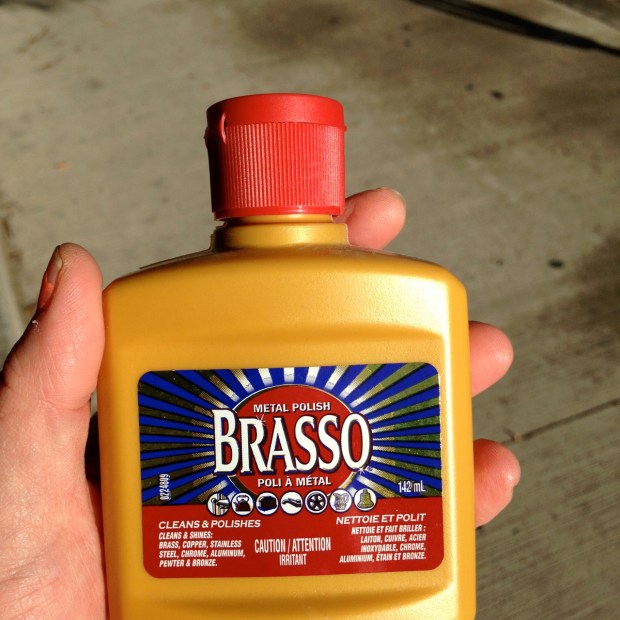 METAL POLISH
BRASSO
POLI À MÉTAL
0224809
142 mL
CLEANS & POLISHES
CLEANS & SHINES:
BRASS, COPPER, STAINLESS
STEEL, CHROME, ALUMINUM,
PEWTER & BRONZE.
CAUTION / ATTENTION
IRRITANT
NETTOIE ET POLIT
NETTOIE ET FAIT BRILLER :
LAITON, CUIVRE, ACIER
INOXYDABLE, CHROME,
ALUMINIUM, ÉTAIN ET BRONZE.